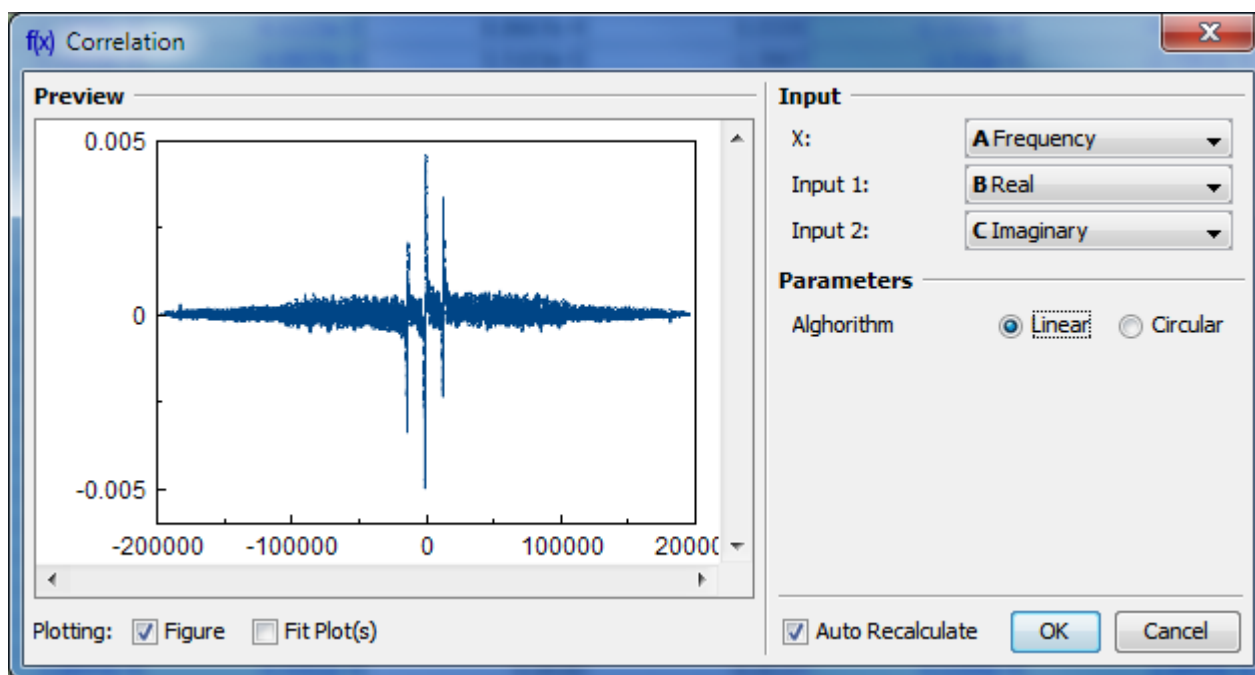 f(x) Correlation
Preview
0.005
0
-0.005
-200000 -100000 0 100000 20000
Plotting: Figure Fit Plot(s)
Input
X: A Frequency
Input 1: B Real
Input 2: C Imaginary
Parameters
Alghorithm Linear Circular
Auto Recalculate OK Cancel